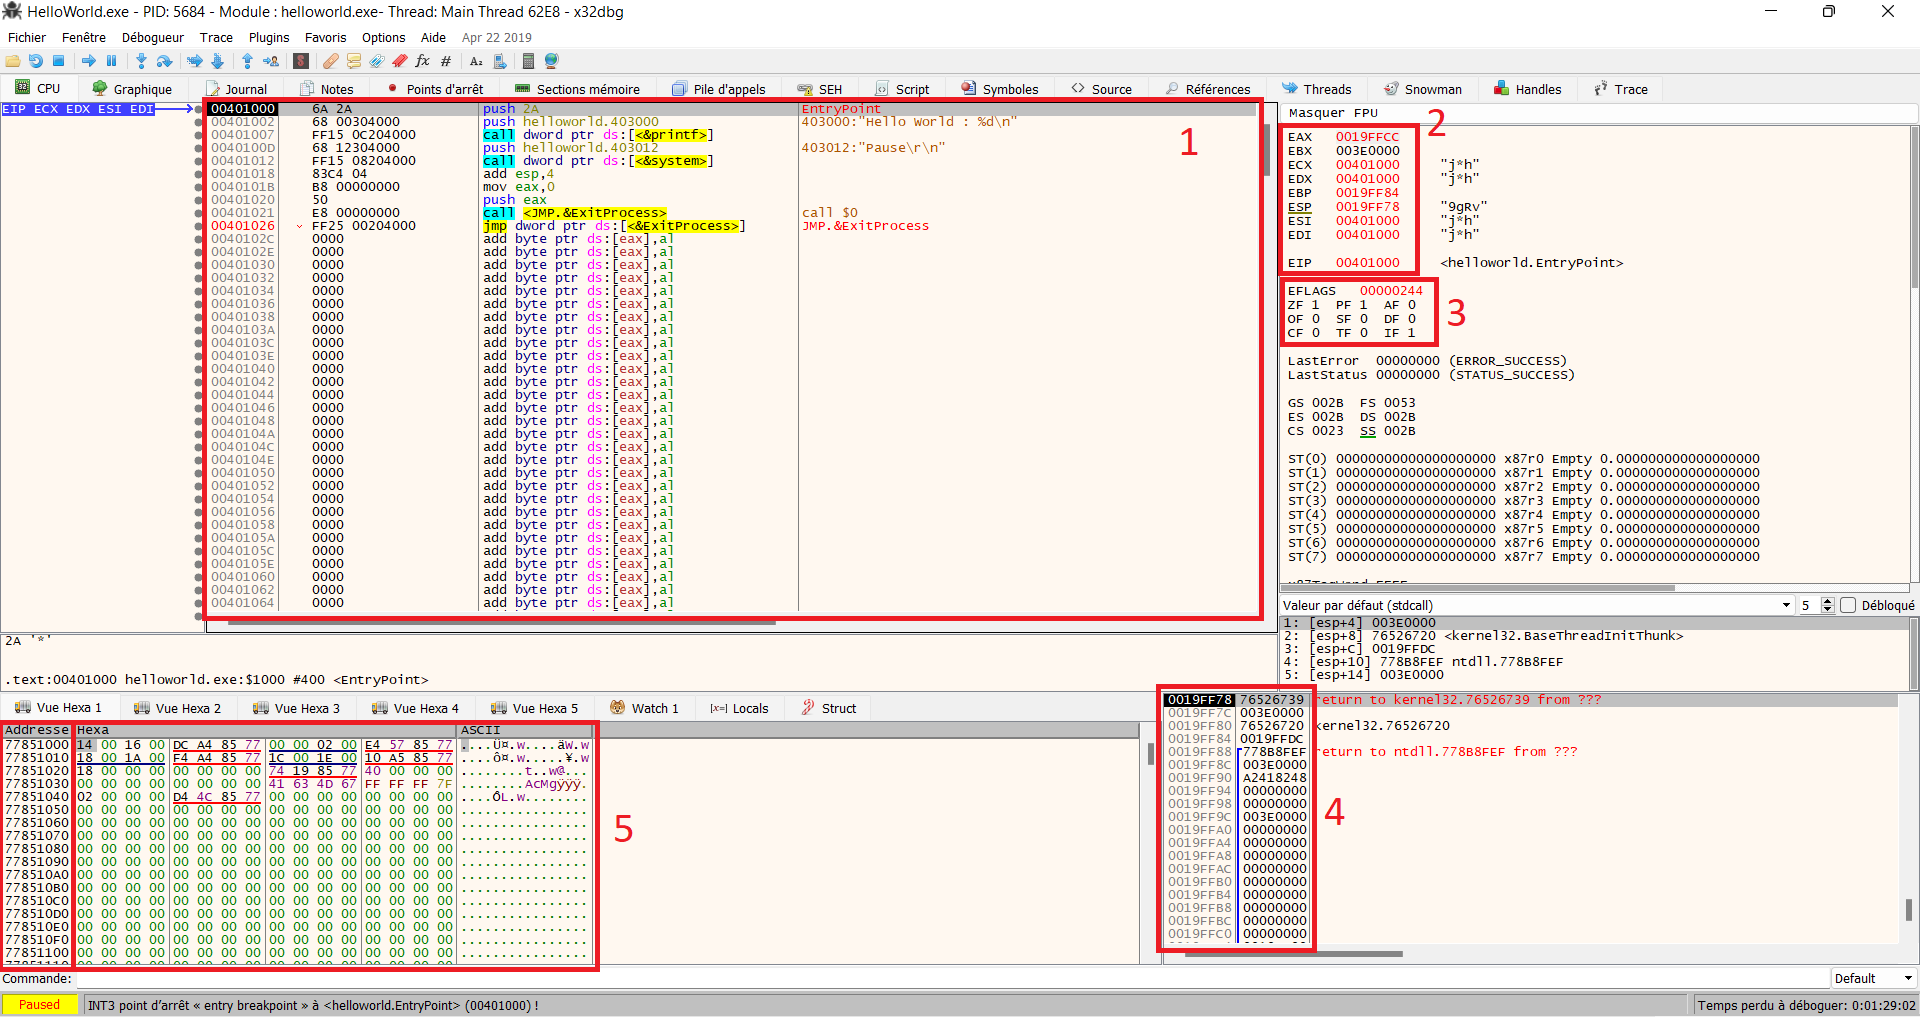 HelloWorld.exe - PID: 5684 - Module : helloworld.exe- Thread: Main Thread 62E8 - x32dbg
Fichier Fenêtre Débogueur Trace Plugins Favoris Options Aide Apr 22 2019
CPU Graphique Journal Notes Points d'arrêt Sections mémoire Pile d'appels SEH Script Symboles Source Références Threads Snowman Handles Trace
EIP ECX EDX ESI EDI
00401000 6A 2A push 2A EntryPoint
00401002 68 00304000 push helloworld.403000 403000:"Hello World : %d\n"
00401007 FF15 0C204000 call dword ptr ds:[<&printf>]
0040100D 68 12304000 push helloworld.403012 403012:"Pause\r\n"
00401012 FF15 08204000 call dword ptr ds:[<&system>]
00401018 83C4 04 add esp,4
0040101B B8 00000000 mov eax,0
00401020 50 push eax
00401021 E8 00000000 call <JMP.&ExitProcess> call $0
00401026 FF25 00204000 jmp dword ptr ds:[<&ExitProcess>] JMP.&ExitProcess
0040102C 0000 add byte ptr ds:[eax],al
0040102E 0000 add byte ptr ds:[eax],al
00401030 0000 add byte ptr ds:[eax],al
00401032 0000 add byte ptr ds:[eax],al
00401034 0000 add byte ptr ds:[eax],al
00401036 0000 add byte ptr ds:[eax],al
00401038 0000 add byte ptr ds:[eax],al
0040103A 0000 add byte ptr ds:[eax],al
0040103C 0000 add byte ptr ds:[eax],al
0040103E 0000 add byte ptr ds:[eax],al
00401040 0000 add byte ptr ds:[eax],al
00401042 0000 add byte ptr ds:[eax],al
00401044 0000 add byte ptr ds:[eax],al
00401046 0000 add byte ptr ds:[eax],al
00401048 0000 add byte ptr ds:[eax],al
0040104A 0000 add byte ptr ds:[eax],al
0040104C 0000 add byte ptr ds:[eax],al
0040104E 0000 add byte ptr ds:[eax],al
00401050 0000 add byte ptr ds:[eax],al
00401052 0000 add byte ptr ds:[eax],al
00401054 0000 add byte ptr ds:[eax],al
00401056 0000 add byte ptr ds:[eax],al
00401058 0000 add byte ptr ds:[eax],al
0040105A 0000 add byte ptr ds:[eax],al
0040105C 0000 add byte ptr ds:[eax],al
0040105E 0000 add byte ptr ds:[eax],al
00401060 0000 add byte ptr ds:[eax],al
00401062 0000 add byte ptr ds:[eax],al
00401064 0000 add byte ptr ds:[eax],al
1
Masquer FPU
2
EAX 0019FFCC
EBX 003E0000
ECX 00401000 "j*h"
EDX 00401000 "j*h"
EBP 0019FF84
ESP 0019FF78 "9gRv"
ESI 00401000 "j*h"
EDI 00401000 "j*h"
EIP 00401000 <helloworld.EntryPoint>
EFLAGS 00000244
ZF 1 PF 1 AF 0
OF 0 SF 0 DF 0
CF 0 TF 0 IF 1
3
LastError 00000000 (ERROR_SUCCESS)
LastStatus 00000000 (STATUS_SUCCESS)
GS 002B FS 0053
ES 002B DS 002B
CS 0023 SS 002B
ST(0) 00000000000000000000 x87r0 Empty 0.000000000000000000
ST(1) 00000000000000000000 x87r1 Empty 0.000000000000000000
ST(2) 00000000000000000000 x87r2 Empty 0.000000000000000000
ST(3) 00000000000000000000 x87r3 Empty 0.000000000000000000
ST(4) 00000000000000000000 x87r4 Empty 0.000000000000000000
ST(5) 00000000000000000000 x87r5 Empty 0.000000000000000000
ST(6) 00000000000000000000 x87r6 Empty 0.000000000000000000
ST(7) 00000000000000000000 x87r7 Empty 0.000000000000000000
Valeur par défaut (stdcall) 5 Débloqué
1: [esp+4] 003E0000
2: [esp+8] 76526720 <kernel32.BaseThreadInitThunk>
3: [esp+C] 0019FFDC
4: [esp+10] 778B8FEF ntdll.778B8FEF
5: [esp+14] 003E0000
2A '*'
.text:00401000 helloworld.exe:$1000 #400 <EntryPoint>
Vue Hexa 1 Vue Hexa 2 Vue Hexa 3 Vue Hexa 4 Vue Hexa 5 Watch 1 [x=] Locals Struct
Addresse Hexa ASCII
77851000 14 00 16 00 DC A4 85 77 00 00 02 00 E4 57 85 77 ....Ü¤.w....äW.w
77851010 18 00 1A 00 F4 A4 85 77 1C 00 1E 00 10 A5 85 77 ....ô¤.w.....¥.w
77851020 18 00 00 00 00 00 00 00 74 19 85 77 40 00 00 00 ........t..w@...
77851030 00 00 00 00 00 00 00 00 41 63 4D 67 FF FF FF 7F ........AcMgÿÿÿ.
77851040 02 00 00 00 D4 4C 85 77 00 00 00 00 00 00 00 00 ....ÔL.w........
77851050 00 00 00 00 00 00 00 00 00 00 00 00 00 00 00 00 ................
77851060 00 00 00 00 00 00 00 00 00 00 00 00 00 00 00 00 ................
77851070 00 00 00 00 00 00 00 00 00 00 00 00 00 00 00 00 ................
77851080 00 00 00 00 00 00 00 00 00 00 00 00 00 00 00 00 ................
77851090 00 00 00 00 00 00 00 00 00 00 00 00 00 00 00 00 ................
778510A0 00 00 00 00 00 00 00 00 00 00 00 00 00 00 00 00 ................
778510B0 00 00 00 00 00 00 00 00 00 00 00 00 00 00 00 00 ................
778510C0 00 00 00 00 00 00 00 00 00 00 00 00 00 00 00 00 ................
778510D0 00 00 00 00 00 00 00 00 00 00 00 00 00 00 00 00 ................
778510E0 00 00 00 00 00 00 00 00 00 00 00 00 00 00 00 00 ................
778510F0 00 00 00 00 00 00 00 00 00 00 00 00 00 00 00 00 ................
77851100 00 00 00 00 00 00 00 00 00 00 00 00 00 00 00 00 ................
5
0019FF78 76526739 return to kernel32.76526739 from ???
0019FF7C 003E0000
0019FF80 76526720 kernel32.76526720
0019FF84 0019FFDC
0019FF88 778B8FEF return to ntdll.778B8FEF from ???
0019FF8C 003E0000
0019FF90 A2418248
0019FF94 00000000
0019FF98 00000000
0019FF9C 003E0000
0019FFA0 00000000
0019FFA4 00000000
0019FFA8 00000000
0019FFAC 00000000
0019FFB0 00000000
0019FFB4 00000000
0019FFB8 00000000
0019FFBC 00000000
0019FFC0 00000000
4
Commande: Default
Paused INT3 point d'arrêt « entry breakpoint » à <helloworld.EntryPoint> (00401000) ! Temps perdu à déboguer: 0:01:29:02